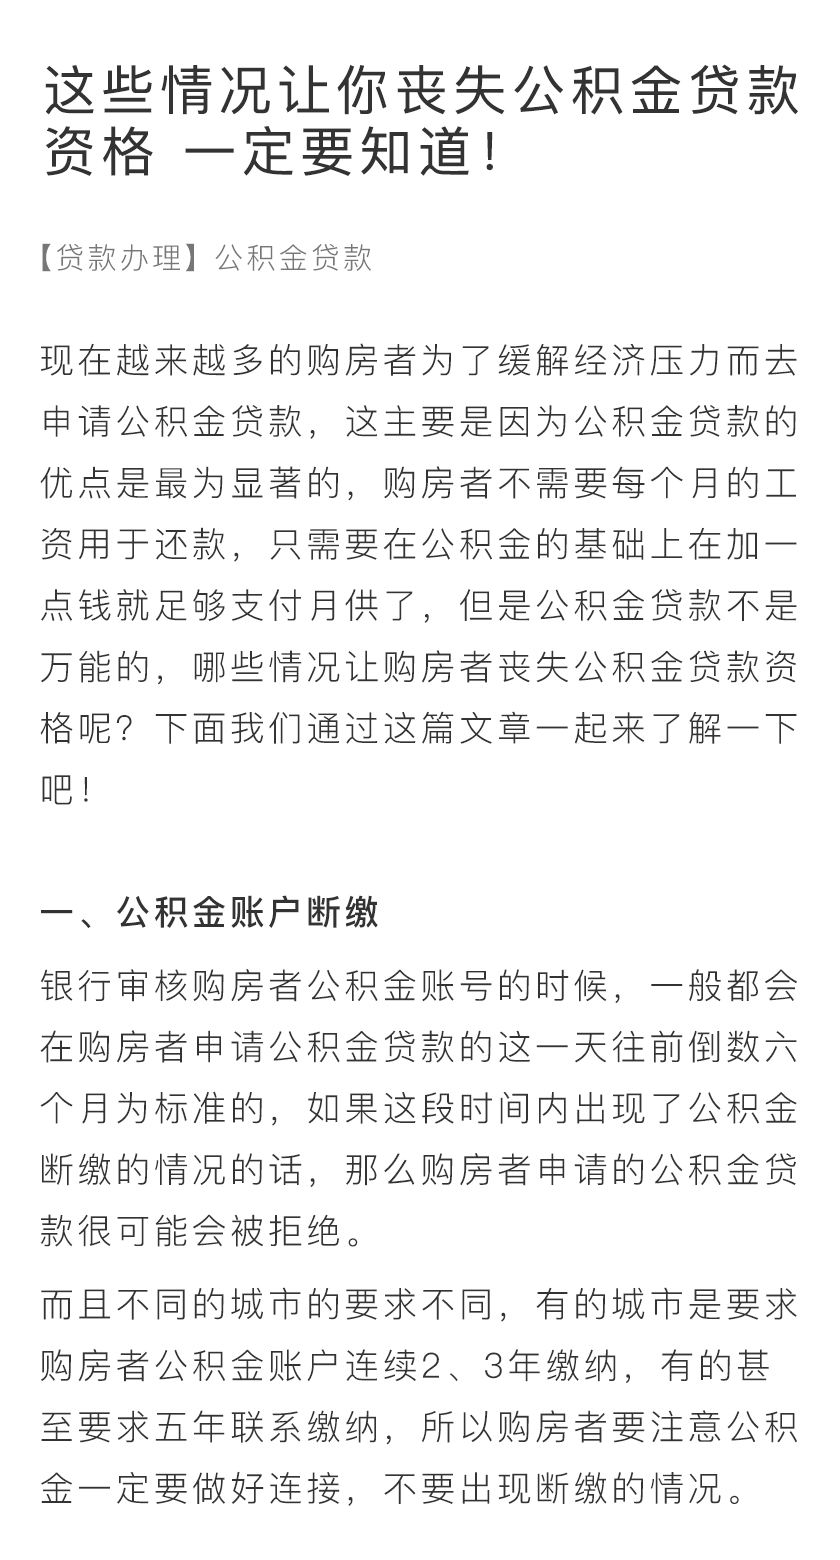 这些情况让你丧失公积金贷款
资格 一定要知道！
【贷款办理】公积金贷款
现在越来越多的购房者为了缓解经济压力而去
申请公积金贷款，这主要是因为公积金贷款的
优点是最为显著的，购房者不需要每个月的工
资用于还款，只需要在公积金的基础上在加一
点钱就足够支付月供了，但是公积金贷款不是
万能的，哪些情况让购房者丧失公积金贷款资
格呢？下面我们通过这篇文章一起来了解一下
吧！
一、公积金账户断缴
银行审核购房者公积金账号的时候，一般都会
在购房者申请公积金贷款的这一天往前倒数六
个月为标准的，如果这段时间内出现了公积金
断缴的情况的话，那么购房者申请的公积金贷
款很可能会被拒绝。
而且不同的城市的要求不同，有的城市是要求
购房者公积金账户连续2、3年缴纳，有的甚
至要求五年联系缴纳，所以购房者要注意公积
金一定要做好连接，不要出现断缴的情况。